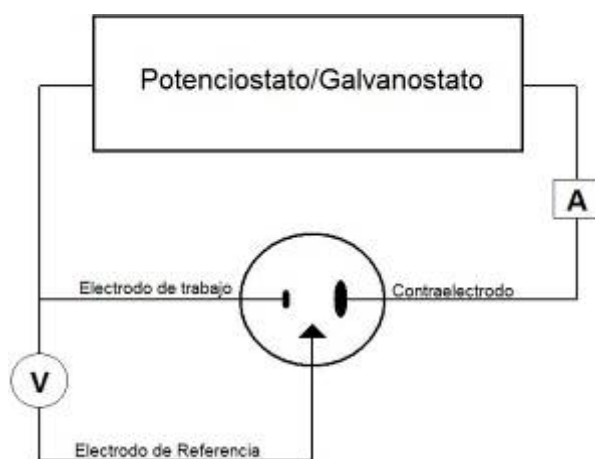 Potenciostato/Galvanostato
A
Electrodo de trabajo
Contraelectrodo
V
Electrodo de Referencia